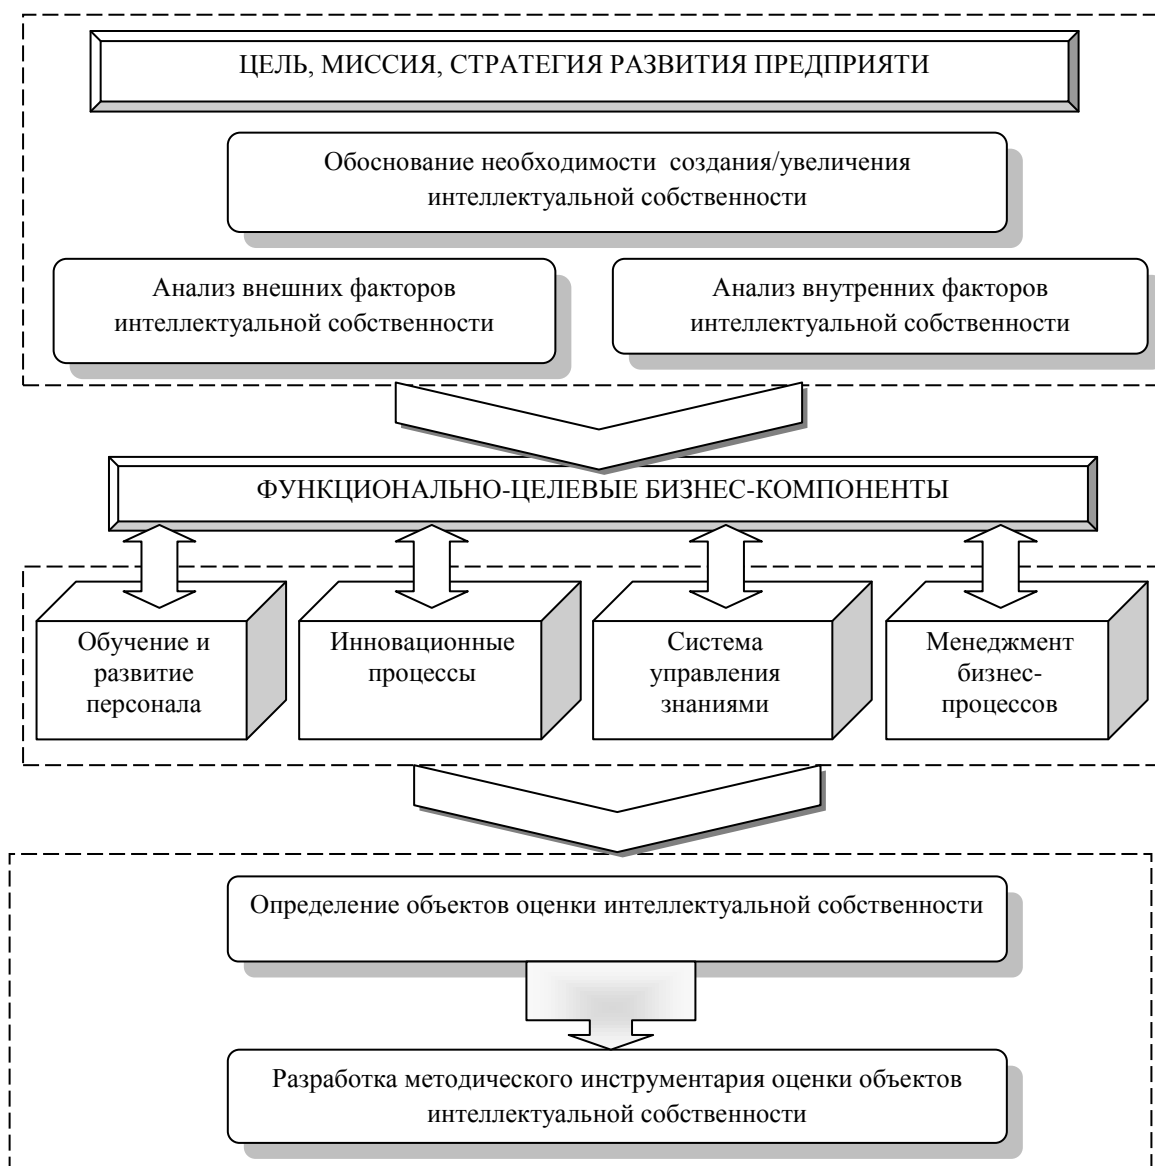 ЦЕЛЬ, МИССИЯ, СТРАТЕГИЯ РАЗВИТИЯ ПРЕДПРИЯТИ
Обоснование необходимости создания/увеличения
интеллектуальной собственности
Анализ внешних факторов
интеллектуальной собственности
Анализ внутренних факторов
интеллектуальной собственности
ФУНКЦИОНАЛЬНО-ЦЕЛЕВЫЕ БИЗНЕС-КОМПОНЕНТЫ
Обучение и
развитие
персонала
Инновационные
процессы
Система
управления
знаниями
Менеджмент
бизнес-
процессов
Определение объектов оценки интеллектуальной собственности
Разработка методического инструментария оценки объектов
интеллектуальной собственности